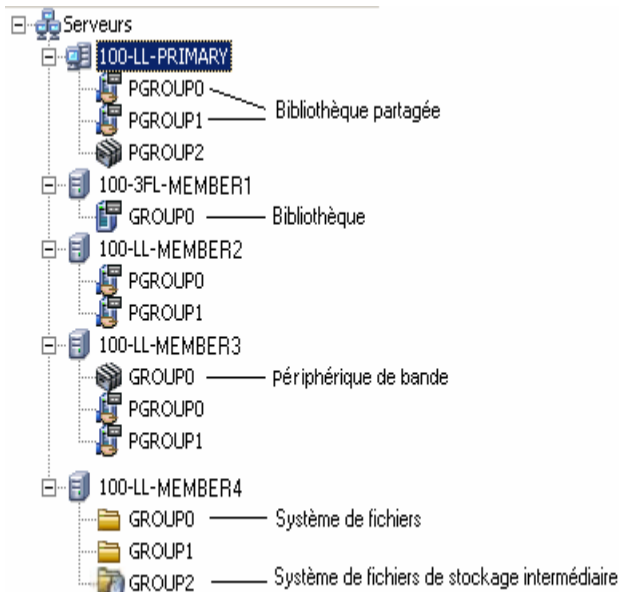 Serveurs
100-LL-PRIMARY
PGROUP0
Bibliothèque partagée
PGROUP1
PGROUP2
100-3FL-MEMBER1
GROUP0 Bibliothèque
100-LL-MEMBER2
PGROUP0
PGROUP1
100-LL-MEMBER3
GROUP0 Périphérique de bande
PGROUP0
PGROUP1
100-LL-MEMBER4
GROUP0 Système de fichiers
GROUP1
GROUP2 Système de fichiers de stockage intermédiaire